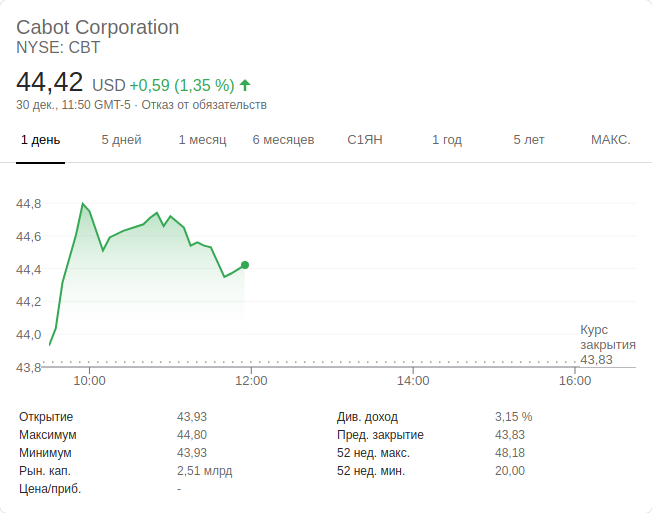 Cabot Corporation
NYSE: CBT
44,42 USD +0,59 (1,35 %)
30 дек., 11:50 GMT-5 · Отказ от обязательств
1 день 5 дней 1 месяц 6 месяцев С1ЯН 1 год 5 лет МАКС.
44,8
44,6
44,4
44,2
44,0
43,8
Курс
закрытия
43,83
10:00 12:00 14:00 16:00
Открытие 43,93 Див. доход 3,15 %
Максимум 44,80 Пред. закрытие 43,83
Минимум 43,93 52 нед. макс. 48,18
Рын. кап. 2,51 млрд 52 нед. мин. 20,00
Цена/приб. -